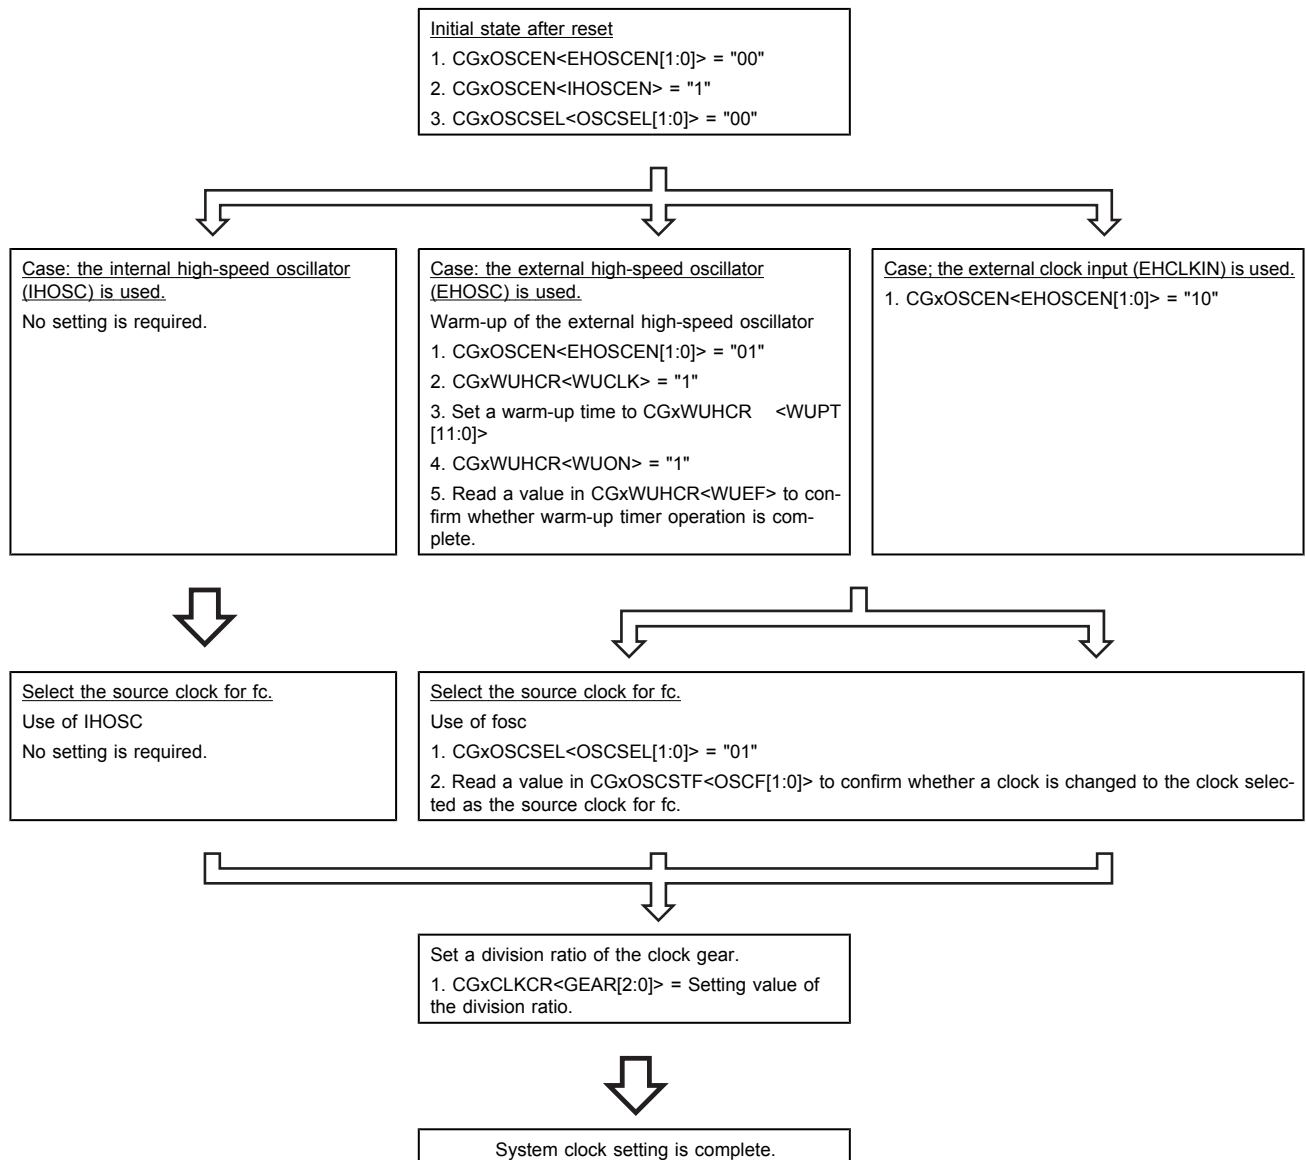 Initial state after reset
1. CGxOSCEN<EHOSCEN[1:0]> = "00"
2. CGxOSCEN<IHOSCEN> = "1"
3. CGxOSCSEL<OSCSEL[1:0]> = "00"
Case: the internal high-speed oscillator
(IHOSC) is used.
No setting is required.
Case: the external high-speed oscillator
(EHOSC) is used.
Warm-up of the external high-speed oscillator
1. CGxOSCEN<EHOSCEN[1:0]> = "01"
2. CGxWUHCR<WUCLK> = "1"
3. Set a warm-up time to CGxWUHCR <WUPT
[11:0]>
4. CGxWUHCR<WUON> = "1"
5. Read a value in CGxWUHCR<WUEF> to con-
firm whether warm-up timer operation is com-
plete.
Case; the external clock input (EHCLKIN) is used.
1. CGxOSCEN<EHOSCEN[1:0]> = "10"
Select the source clock for fc.
Use of IHOSC
No setting is required.
Select the source clock for fc.
Use of fosc
1. CGxOSCSEL<OSCSEL[1:0]> = "01"
2. Read a value in CGxOSCSTF<OSCF[1:0]> to confirm whether a clock is changed to the clock selec-
ted as the source clock for fc.
Set a division ratio of the clock gear.
1. CGxCLKCR<GEAR[2:0]> = Setting value of
the division ratio.
System clock setting is complete.